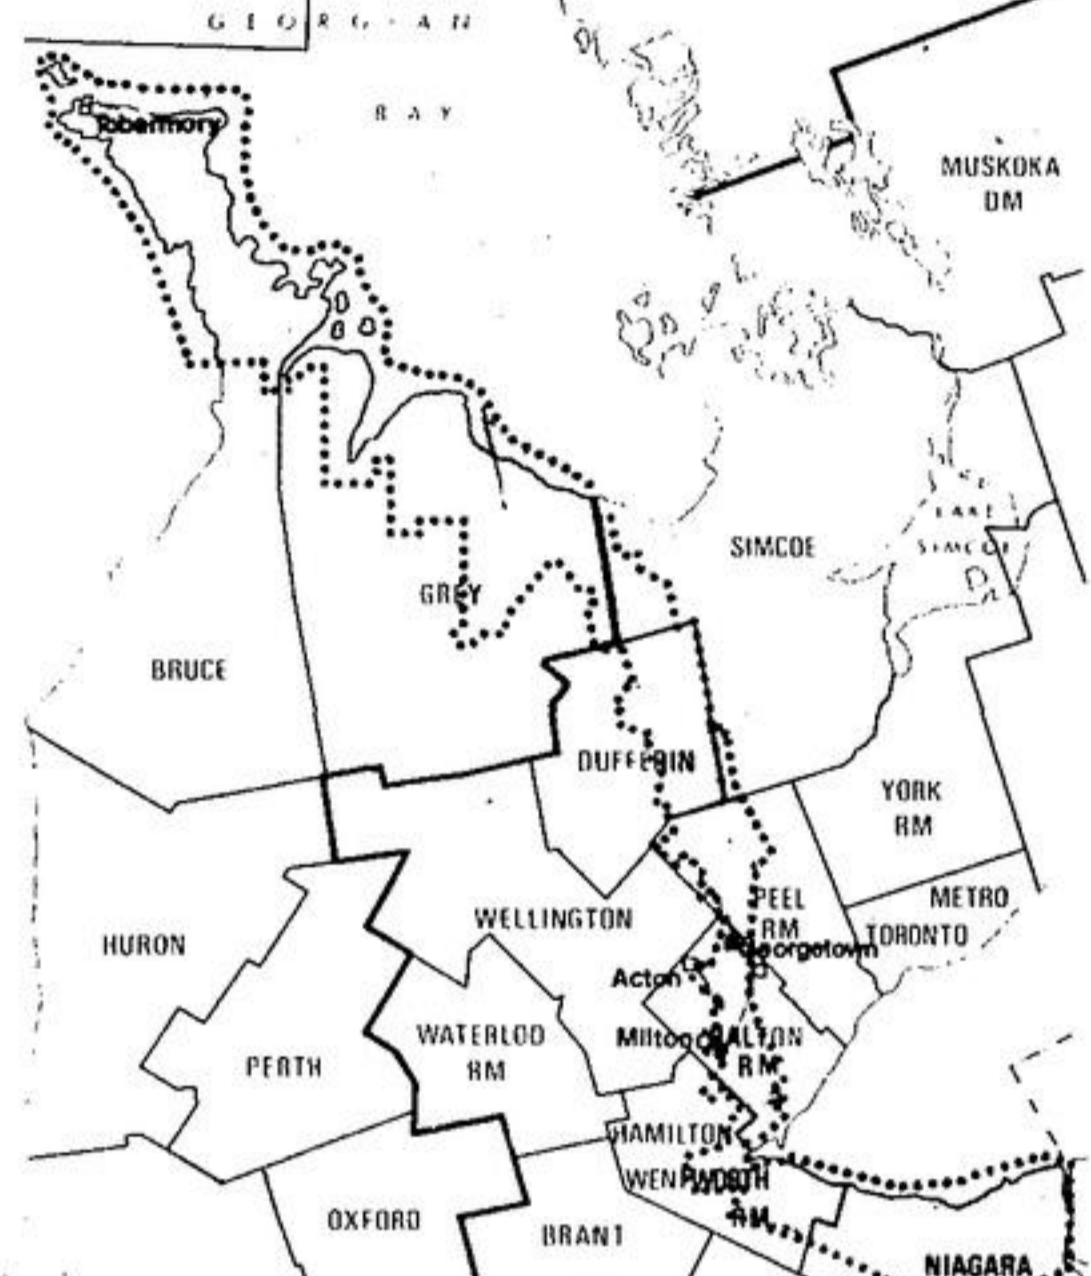 GEORGIAN
BAY
Tobermory
MUSKOKA
DM
SIMCOE
LAKE
SIMCOE
GREY
BRUCE
DUFFERIN
YORK
RM
PEEL
RM
METRO
TORONTO
WELLINGTON
HURON
Georgetown
Acton
Milton
HALTON
RM
WATERLOO
RM
PERTH
HAMILTON
WENTWORTH
RM
OXFORD
BRANT
NIAGARA